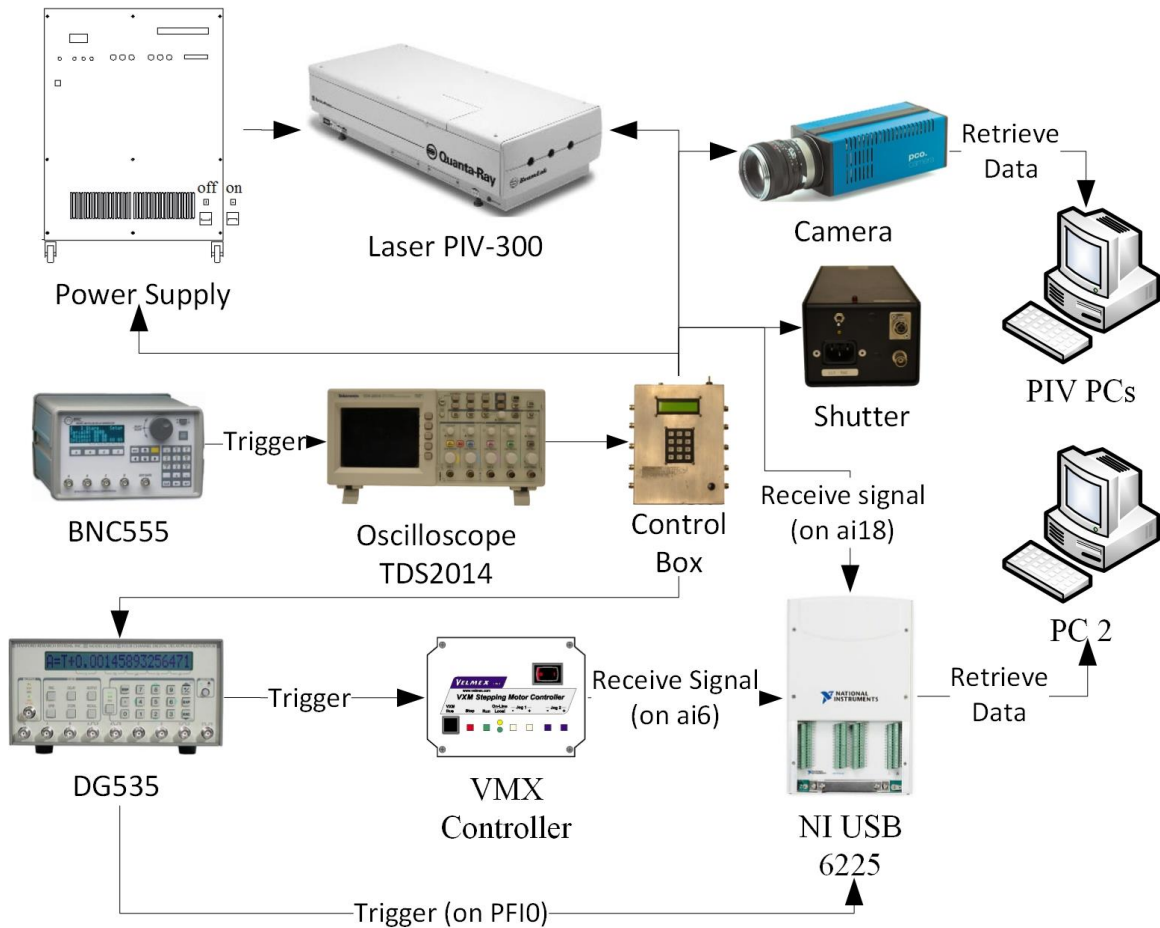 off on
Quanta-Ray
pco.
Retrieve
Data
Laser PIV-300
Camera
Power Supply
PIV PCs
Shutter
Trigger
BNC555
Oscilloscope
TDS2014
Control
Box
Receive signal
(on ai18)
PC 2
A=T+0.00145893256471
Trigger
VELMEX
VXM Stepping Motor Controller
Receive Signal
(on ai6)
NATIONAL
INSTRUMENTS
Retrieve
Data
DG535
VMX
Controller
NI USB
6225
Trigger (on PFI0)